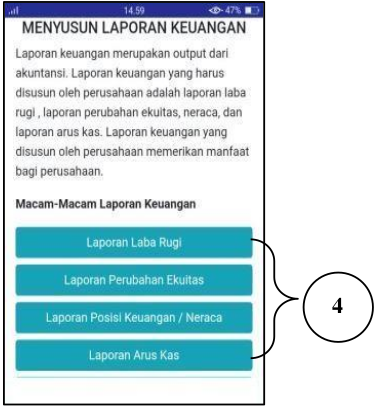 14.59 47%
MENYUSUN LAPORAN KEUANGAN
Laporan keuangan merupakan output dari
akuntansi. Laporan keuangan yang harus
disusun oleh perusahaan adalah laporan laba
rugi , laporan perubahan ekuitas, neraca, dan
laporan arus kas. Laporan keuangan yang
disusun oleh perusahaan memerikan manfaat
bagi perusahaan.
Macam-Macam Laporan Keuangan
Laporan Laba Rugi
Laporan Perubahan Ekuitas
Laporan Posisi Keuangan / Neraca
Laporan Arus Kas
4